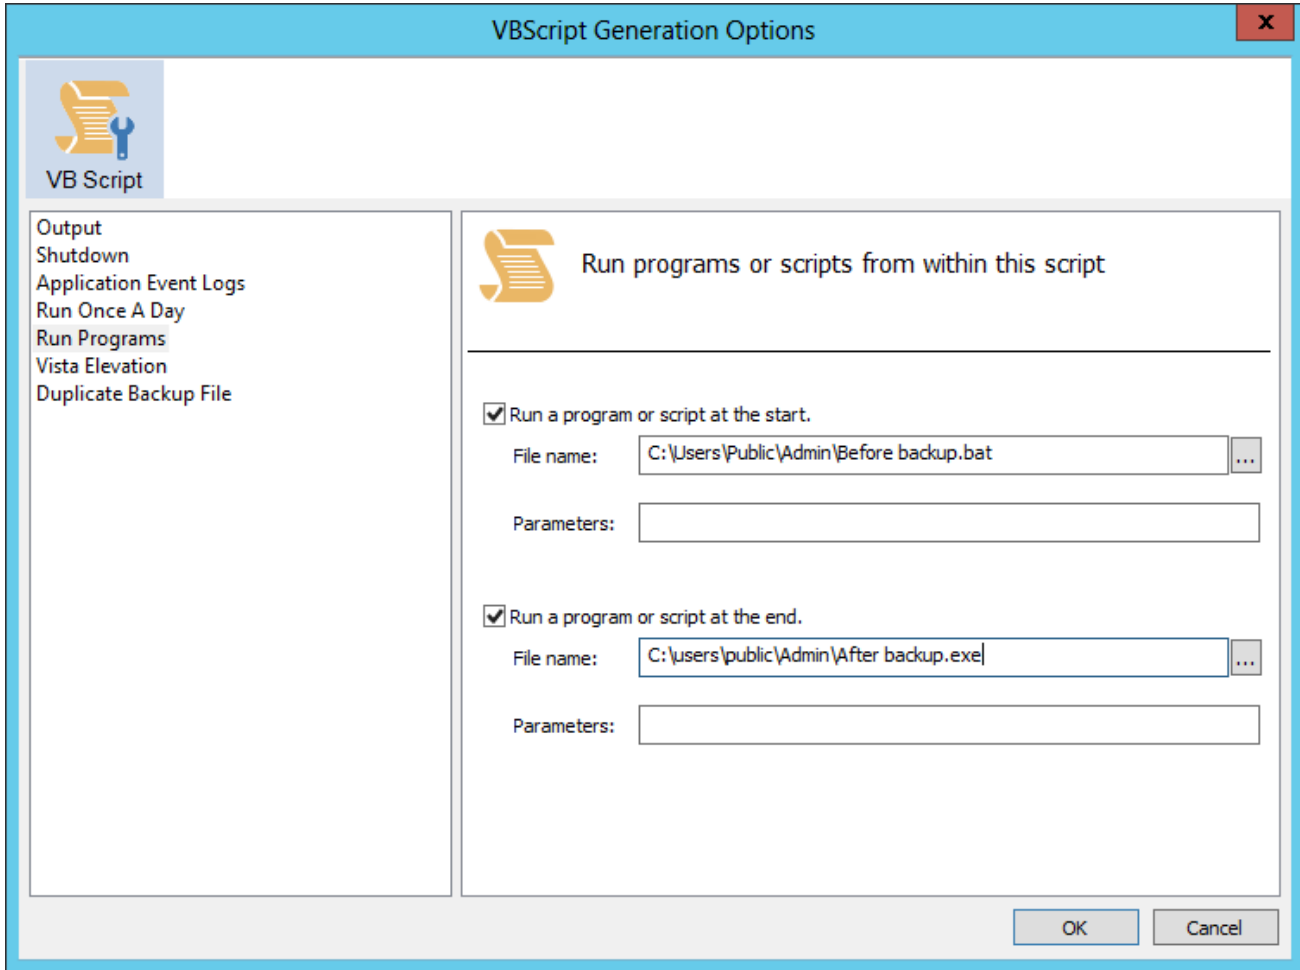 VBScript Generation Options
x
VB Script
Output
Shutdown
Application Event Logs
Run Once A Day
Run Programs
Vista Elevation
Duplicate Backup File
Run programs or scripts from within this script
Run a program or script at the start.
File name: C:\Users\Public\Admin\Before backup.bat ...
Parameters:
Run a program or script at the end.
File name: C:\users\public\Admin\After backup.exe ...
Parameters:
OK Cancel